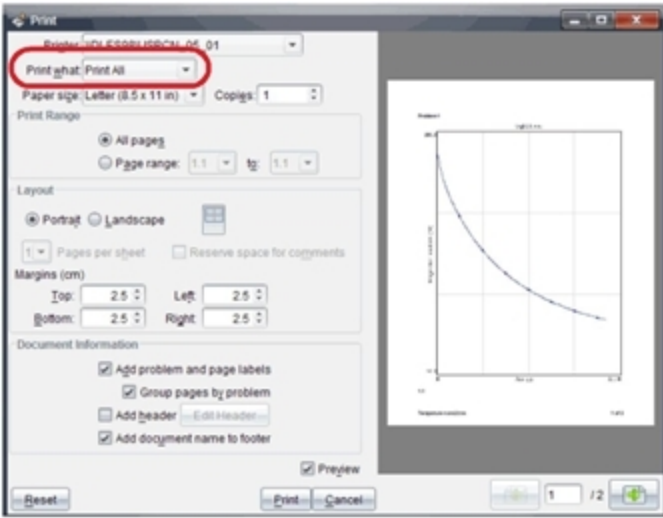 Print
Printer:
Print what: Print All
Paper size: Letter (8.5 x 11 in) Copies: 1
Print Range
All pages
Page range: 1.1 to: 1.1
Layout
Portrait Landscape
1 Pages per sheet Reserve space for comments
Margins (cm)
Top: 2.5 Left: 2.5
Bottom: 2.5 Right: 2.5
Document Information
Add problem and page labels
Group pages by problem
Add header Edit Header
Add document name to footer
Preview
Reset Print Cancel
1 / 2